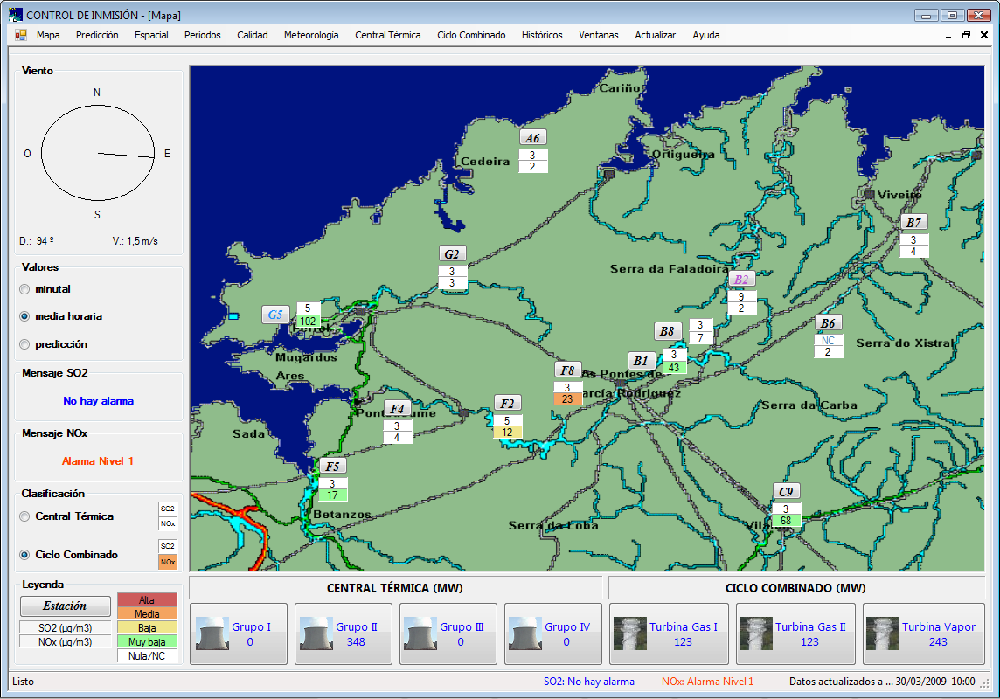 CONTROL DE INMISIÓN - [Mapa]
Mapa Predicción Espacial Periodos Calidad Meteorología Central Térmica Ciclo Combinado Históricos Ventanas Actualizar Ayuda
Viento
N
O E
S
D.: 94 º V.: 1,5 m/s
Valores
minutal
media horaria
predicción
Mensaje SO2
No hay alarma
Mensaje NOx
Alarma Nivel 1
Clasificación
Central Térmica
SO2
NOx
Ciclo Combinado
SO2
NOx
Leyenda
Estación
SO2 (µg/m3)
NOx (µg/m3)
Alta
Media
Baja
Muy baja
Nula/NC
Cariño
A6
3
2
Cedeira
Ortigueira
Viveiro
B7
3
4
G2
3
3
Serra da Faladoira
B2
9
2
G5
5
102
Ferrol
B6
NC
2
Serra do Xistral
B8
3
7
Mugardos
Ares
B1
3
43
F8
3
23
As Pontes de
García Rodríguez
F2
5
12
F4
3
4
Serra da Carba
Sada
F5
3
17
Betanzos
C9
3
68
Serra da Loba
CENTRAL TÉRMICA (MW)
Grupo I
0
Grupo II
348
Grupo III
0
Grupo IV
0
CICLO COMBINADO (MW)
Turbina Gas I
123
Turbina Gas II
123
Turbina Vapor
243
Listo SO2: No hay alarma NOx: Alarma Nivel 1 Datos actualizados a ... 30/03/2009 10:00